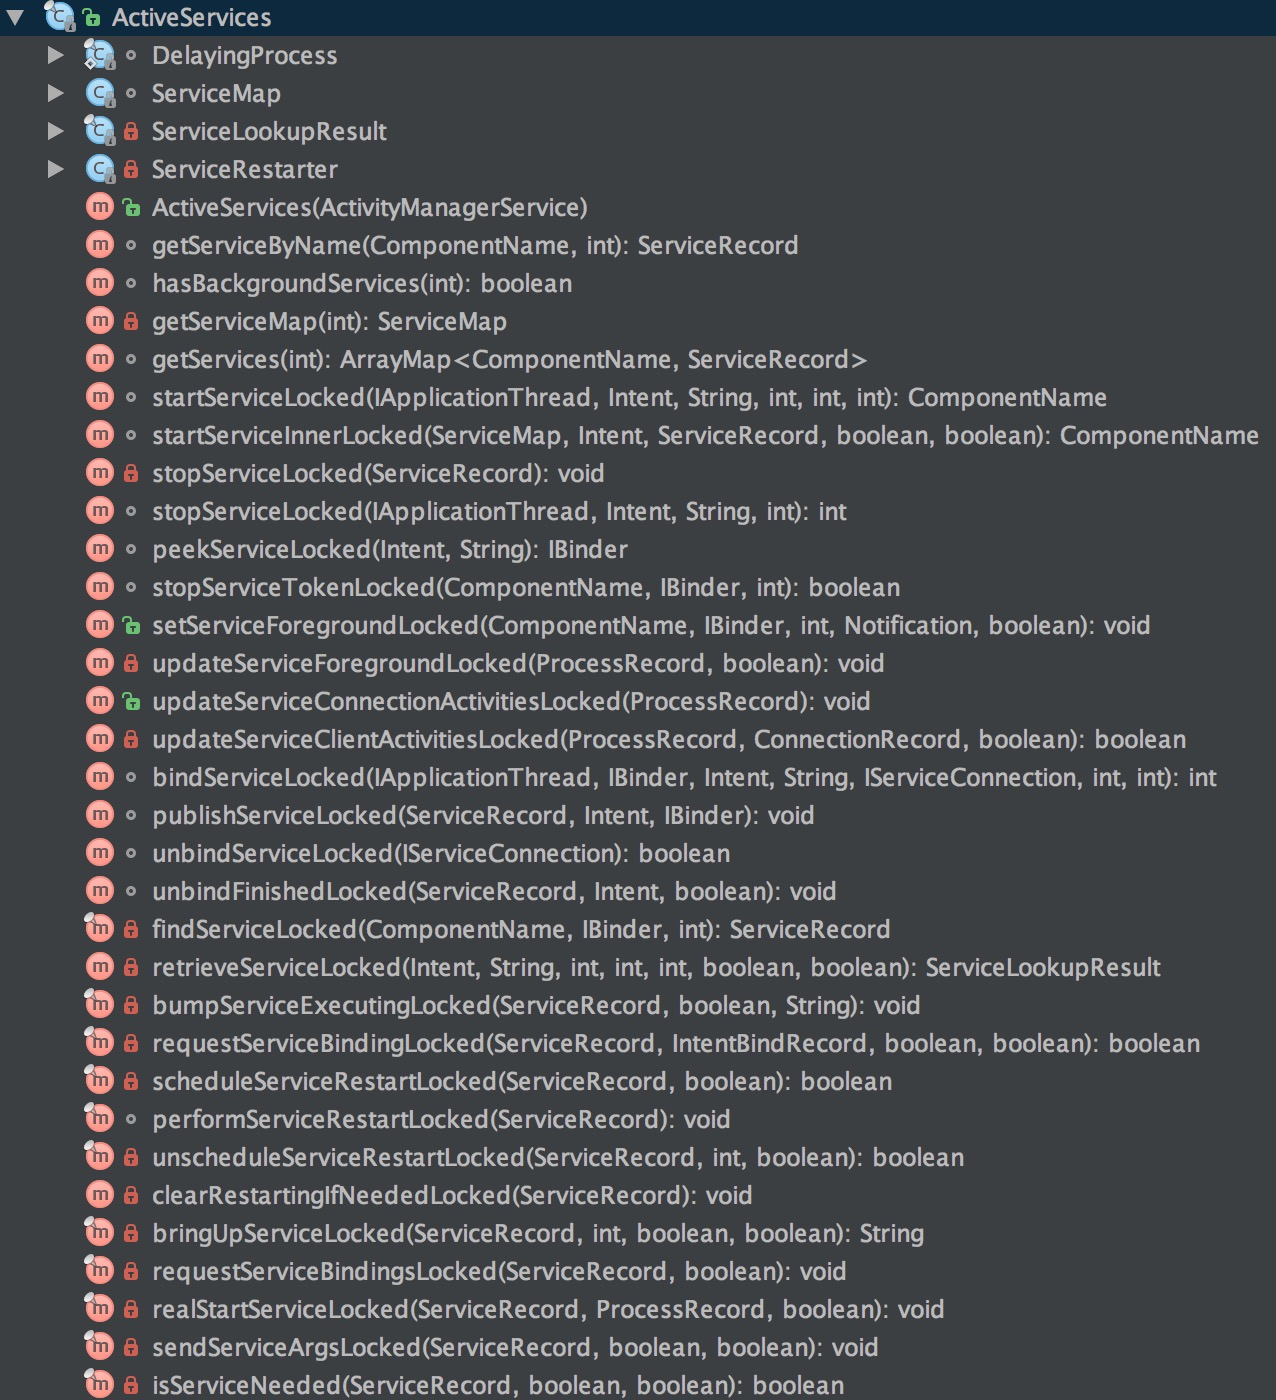 ActiveServices
DelayingProcess
ServiceMap
ServiceLookupResult
ServiceRestarter
ActiveServices(ActivityManagerService)
getServiceByName(ComponentName, int): ServiceRecord
hasBackgroundServices(int): boolean
getServiceMap(int): ServiceMap
getServices(int): ArrayMap<ComponentName, ServiceRecord>
startServiceLocked(IApplicationThread, Intent, String, int, int, int): ComponentName
startServiceInnerLocked(ServiceMap, Intent, ServiceRecord, boolean, boolean): ComponentName
stopServiceLocked(ServiceRecord): void
stopServiceLocked(IApplicationThread, Intent, String, int): int
peekServiceLocked(Intent, String): IBinder
stopServiceTokenLocked(ComponentName, IBinder, int): boolean
setServiceForegroundLocked(ComponentName, IBinder, int, Notification, boolean): void
updateServiceForegroundLocked(ProcessRecord, boolean): void
updateServiceConnectionActivitiesLocked(ProcessRecord): void
updateServiceClientActivitiesLocked(ProcessRecord, ConnectionRecord, boolean): boolean
bindServiceLocked(IApplicationThread, IBinder, Intent, String, IServiceConnection, int, int): int
publishServiceLocked(ServiceRecord, Intent, IBinder): void
unbindServiceLocked(IServiceConnection): boolean
unbindFinishedLocked(ServiceRecord, Intent, boolean): void
findServiceLocked(ComponentName, IBinder, int): ServiceRecord
retrieveServiceLocked(Intent, String, int, int, int, boolean, boolean): ServiceLookupResult
bumpServiceExecutingLocked(ServiceRecord, boolean, String): void
requestServiceBindingLocked(ServiceRecord, IntentBindRecord, boolean, boolean): boolean
scheduleServiceRestartLocked(ServiceRecord, boolean): boolean
performServiceRestartLocked(ServiceRecord): void
unscheduleServiceRestartLocked(ServiceRecord, int, boolean): boolean
clearRestartingIfNeededLocked(ServiceRecord): void
bringUpServiceLocked(ServiceRecord, int, boolean, boolean): String
requestServiceBindingsLocked(ServiceRecord, boolean): void
realStartServiceLocked(ServiceRecord, ProcessRecord, boolean): void
sendServiceArgsLocked(ServiceRecord, boolean, boolean): void
isServiceNeeded(ServiceRecord, boolean, boolean): boolean